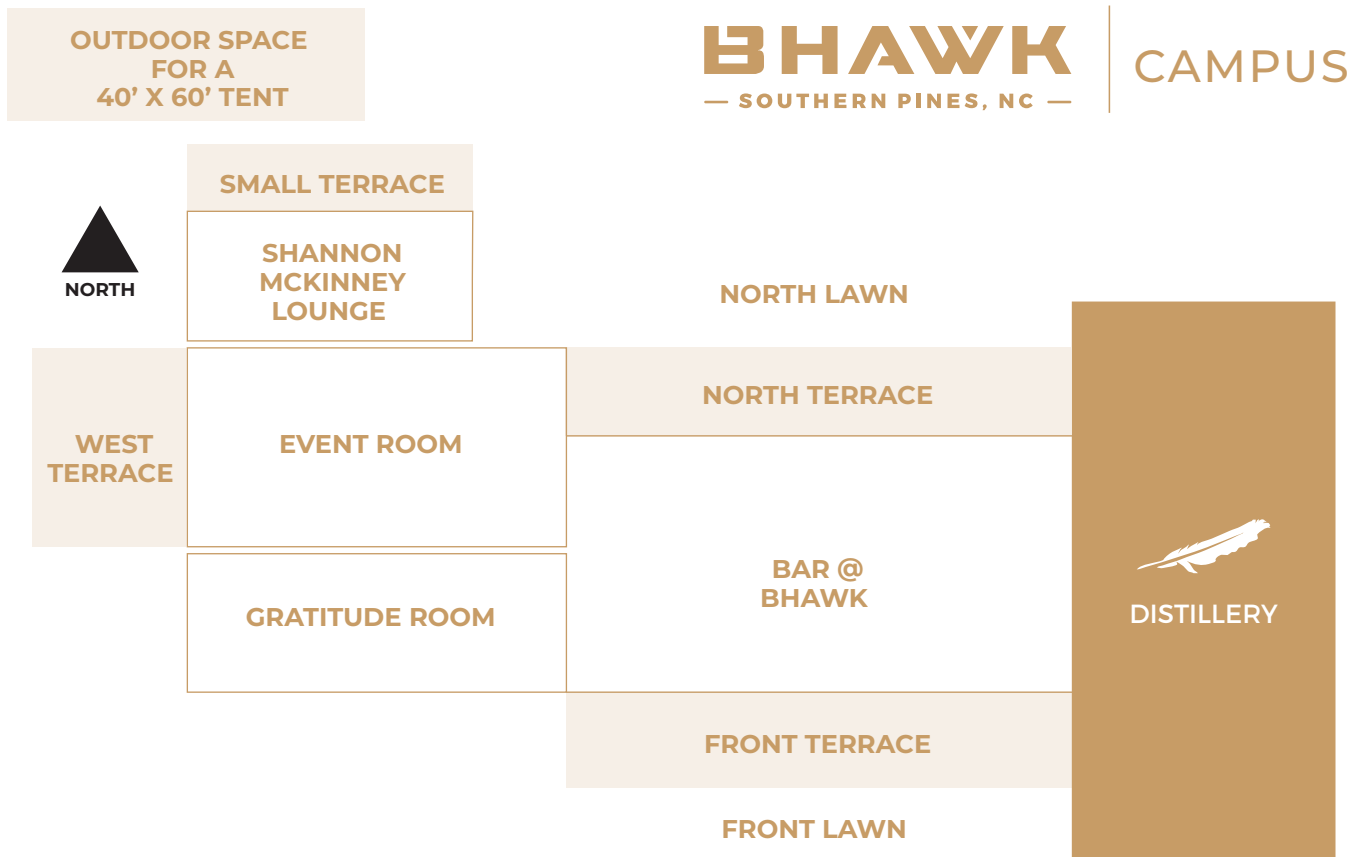 OUTDOOR SPACE
FOR A
40’ X 60’ TENT
BHAWK
— SOUTHERN PINES, NC —
CAMPUS
SMALL TERRACE
NORTH
SHANNON
MCKINNEY
LOUNGE
NORTH LAWN
NORTH TERRACE
WEST
TERRACE
EVENT ROOM
BAR @
BHAWK
GRATITUDE ROOM
DISTILLERY
FRONT TERRACE
FRONT LAWN